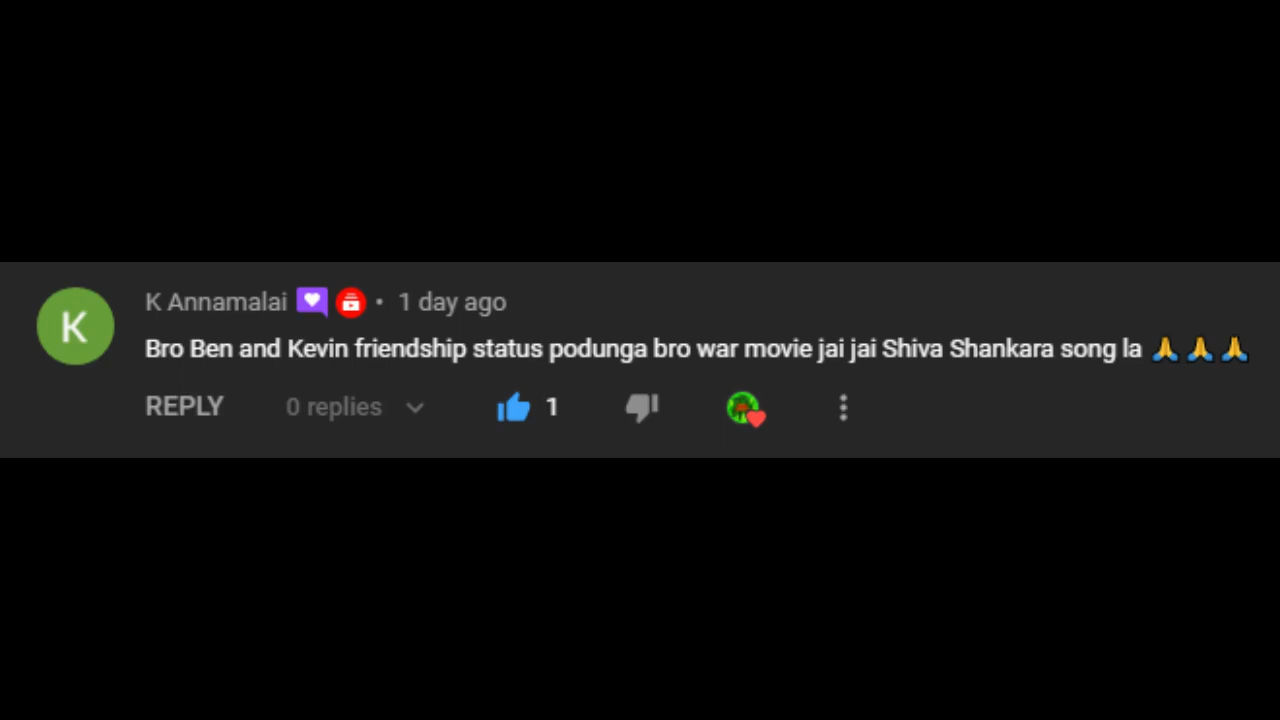 K Annamalai • 1 day ago
Bro Ben and Kevin friendship status podunga bro war movie jai jai Shiva Shankara song la 🙏🙏🙏
REPLY 0 replies 1
K